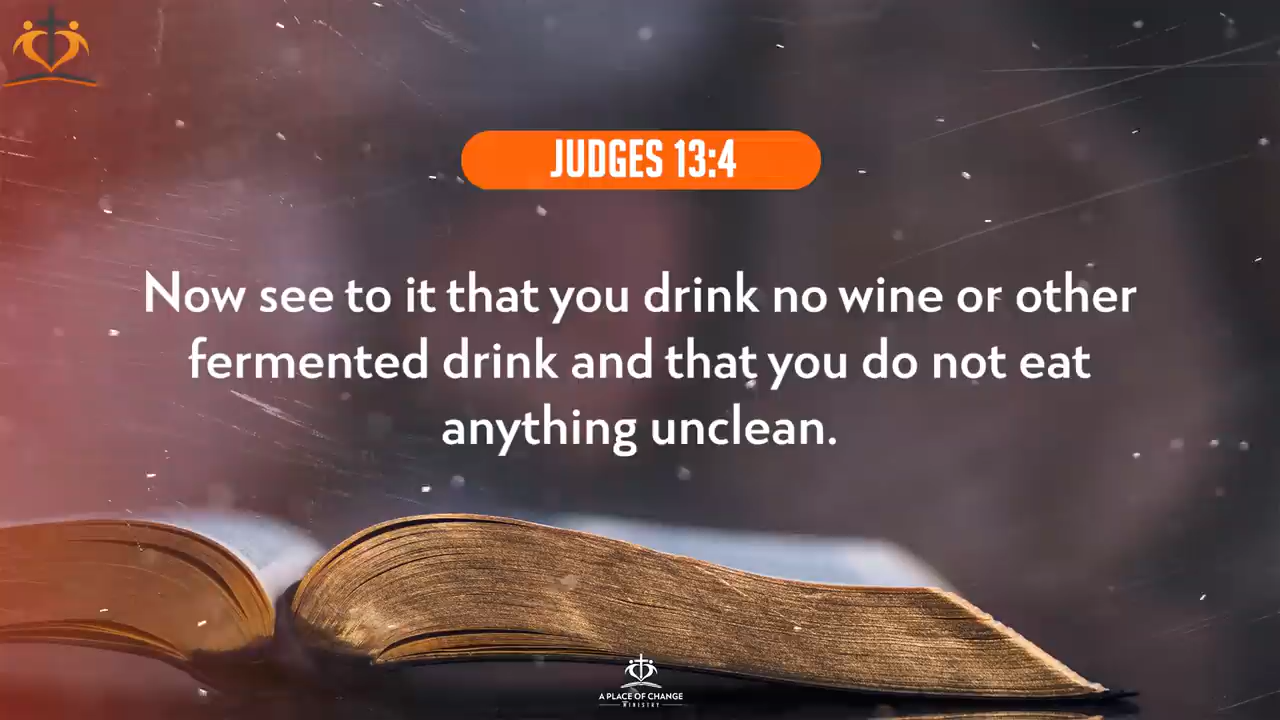 JUDGES 13:4
Now see to it that you drink no wine or other
fermented drink and that you do not eat
anything unclean.
A PLACE OF CHANGE
MINISTRY